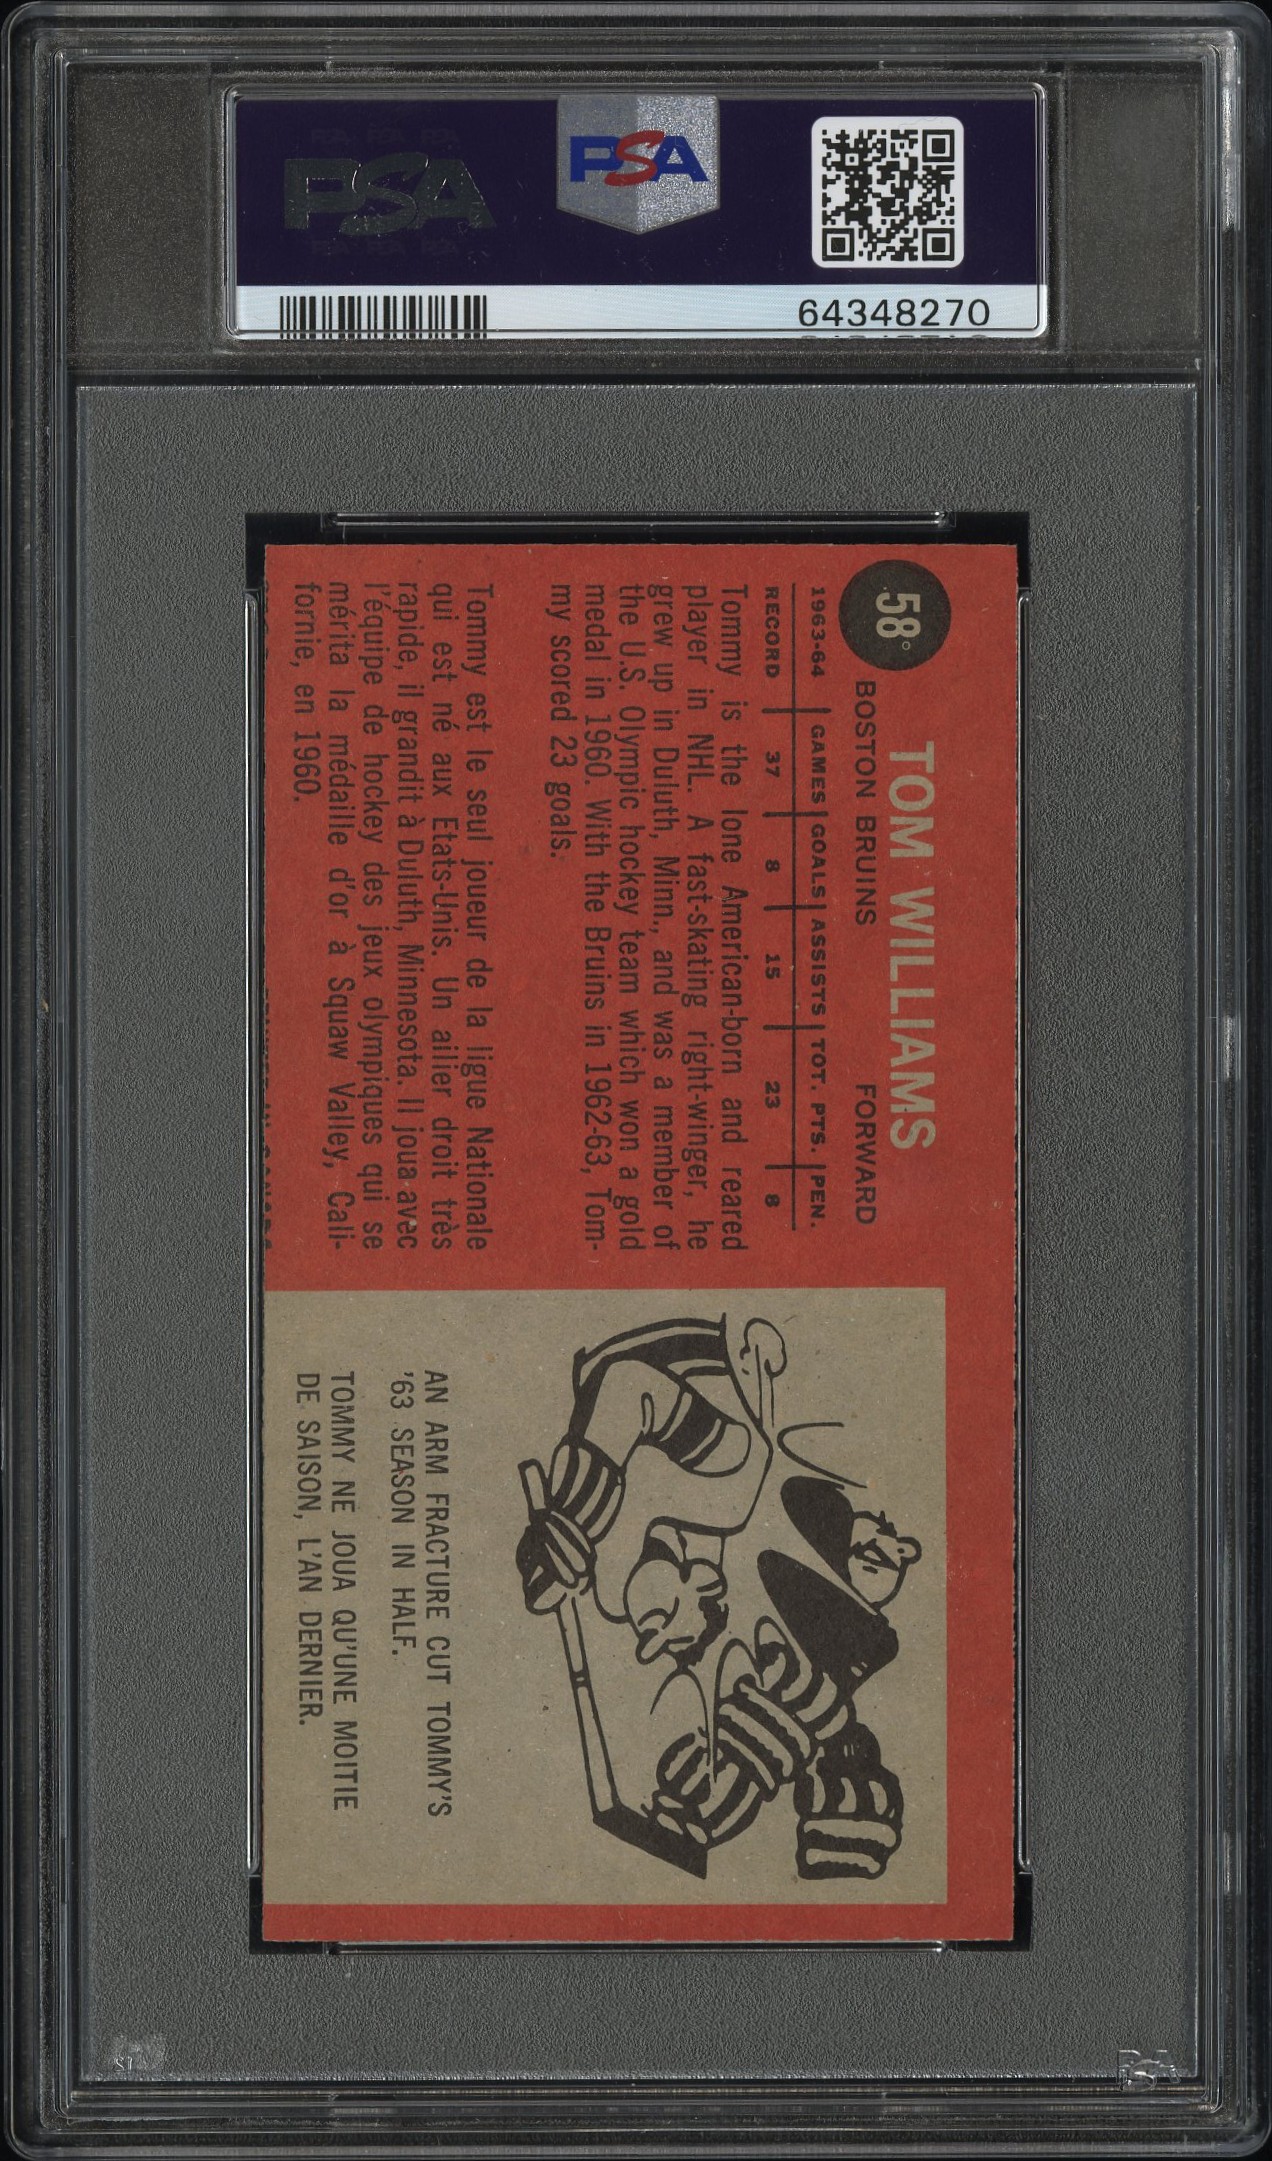 PSA
PSA
64348270
58
TOM WILLIAMS
BOSTON BRUINS FORWARD
1963-64 GAMES GOALS ASSISTS TOT. PTS. PEN.
RECORD 37 8 15 23 8
Tommy is the lone American-born and reared
player in NHL. A fast-skating right-winger, he
grew up in Duluth, Minn., and was a member of
the U.S. Olympic hockey team which won a gold
medal in 1960. With the Bruins in 1962-63, Tom-
my scored 23 goals.
Tommy est le seul joueur de la ligue Nationale
qui est né aux Etats-Unis. Un ailier droit très
rapide, il grandit à Duluth, Minnesota. Il joua avec
l'équipe de hockey des jeux olympiques qui se
mérita la médaille d'or à Squaw Valley, Cali-
fornie, en 1960.
AN ARM FRACTURE CUT TOMMY'S
'63 SEASON IN HALF.
TOMMY NE JOUA QU'UNE MOITIE
DE SAISON, L'AN DERNIER.
PSA